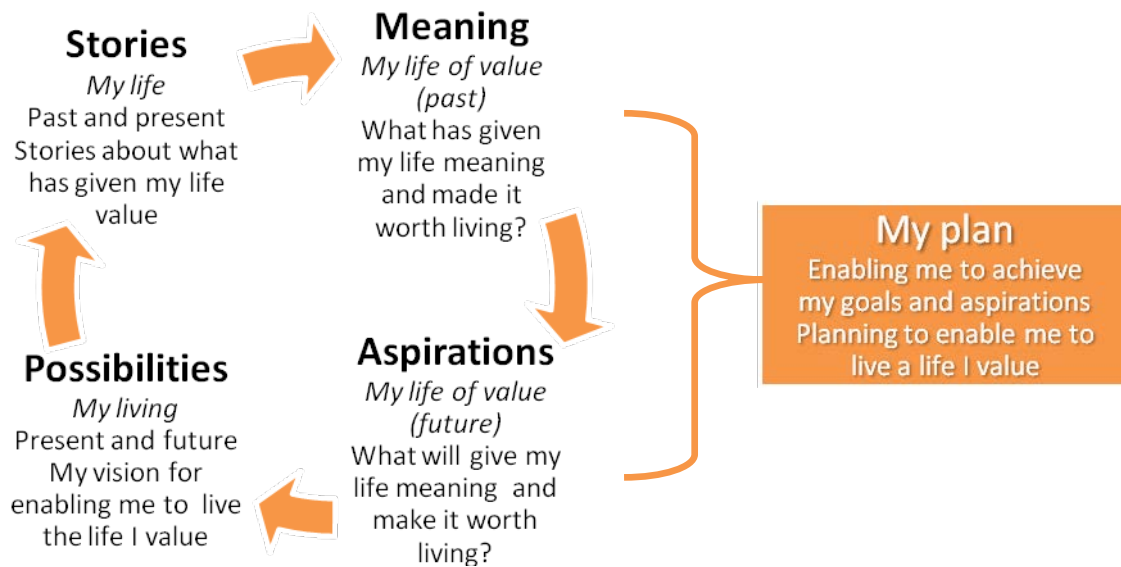 Stories
My life
Past and present
Stories about what
has given my life
value
Meaning
My life of value
(past)
What has given
my life meaning
and made it
worth living?
Aspirations
My life of value
(future)
What will give my
life meaning and
make it worth
living?
Possibilities
My living
Present and future
My vision for
enabling me to live
the life I value
My plan
Enabling me to achieve
my goals and aspirations
Planning to enable me to
live a life I value